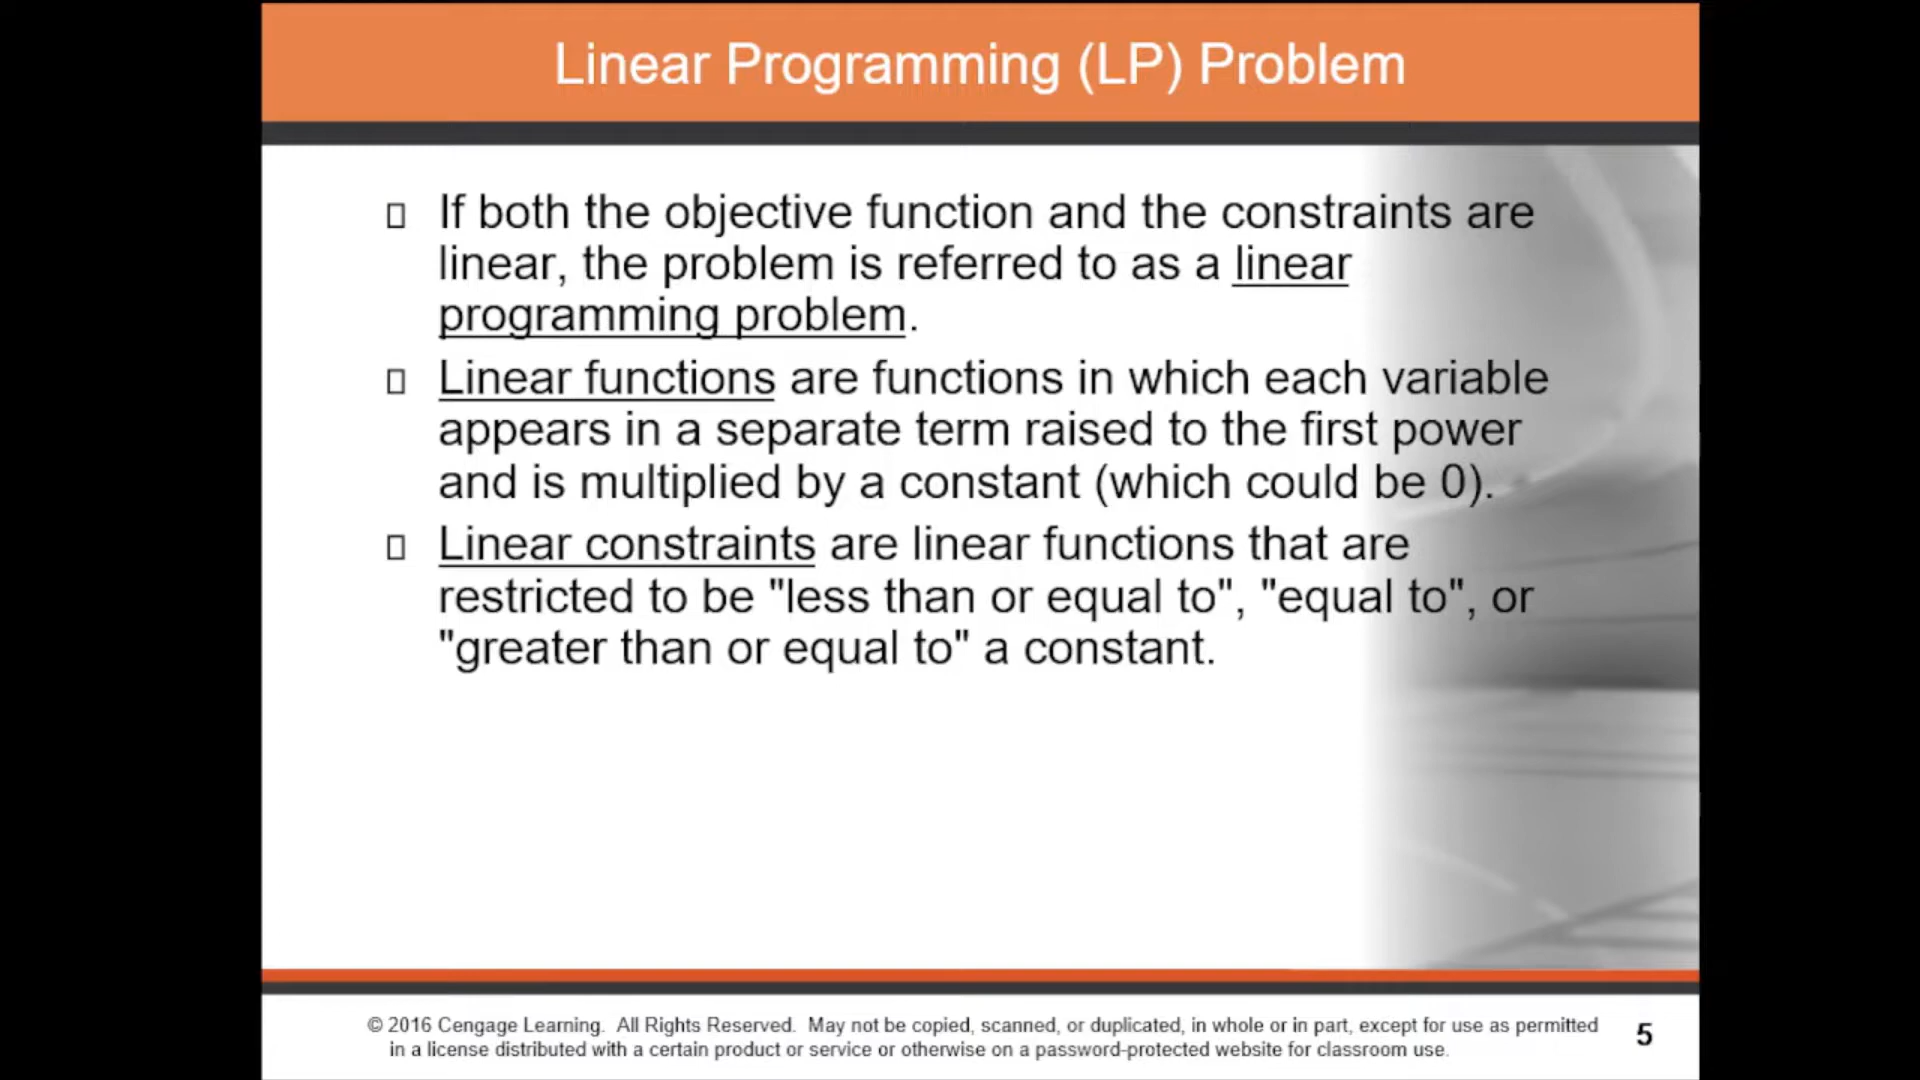 Linear Programming (LP) Problem
If both the objective function and the constraints are
linear, the problem is referred to as a linear
programming problem.
Linear functions are functions in which each variable
appears in a separate term raised to the first power
and is multiplied by a constant (which could be 0).
Linear constraints are linear functions that are
restricted to be "less than or equal to", "equal to", or
"greater than or equal to" a constant.
© 2016 Cengage Learning. All Rights Reserved. May not be copied, scanned, or duplicated, in whole or in part, except for use as permitted
in a license distributed with a certain product or service or otherwise on a password-protected website for classroom use.
5